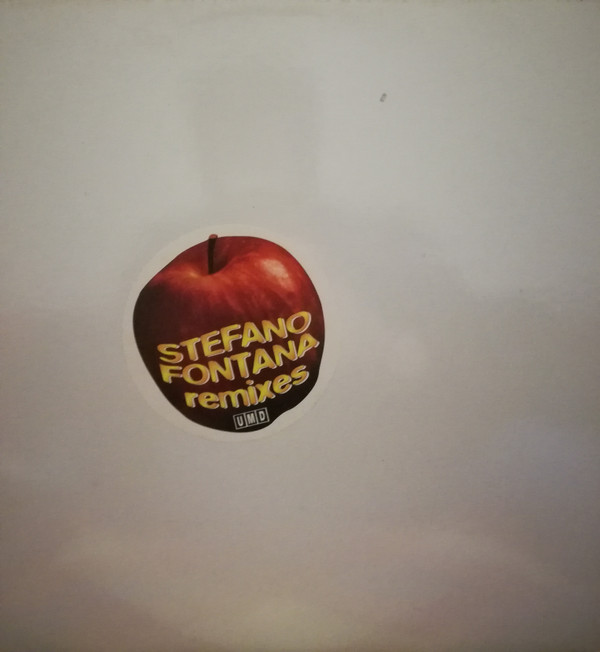 STEFANO
FONTANA
remixes
UMD